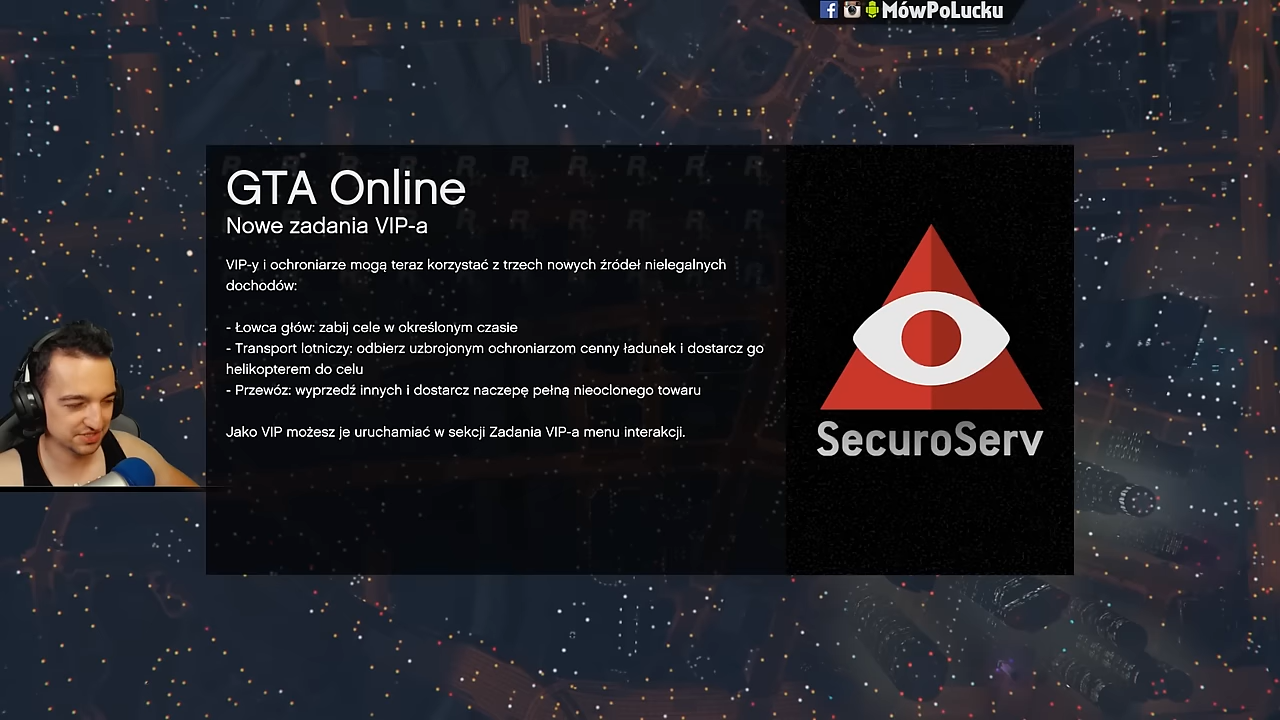 MówPoLucku
GTA Online
Nowe zadania VIP-a
VIP-y i ochroniarze mogą teraz korzystać z trzech nowych źródeł nielegalnych
dochodów:
- Łowca głów: zabij cele w określonym czasie
- Transport lotniczy: odbierz uzbrojonym ochroniarzom cenny ładunek i dostarcz go
helikopterem do celu
- Przewóz: wyprzedź innych i dostarcz naczepę pełną nieoclonego towaru
Jako VIP możesz je uruchamiać w sekcji Zadania VIP-a menu interakcji.
SecuroServ